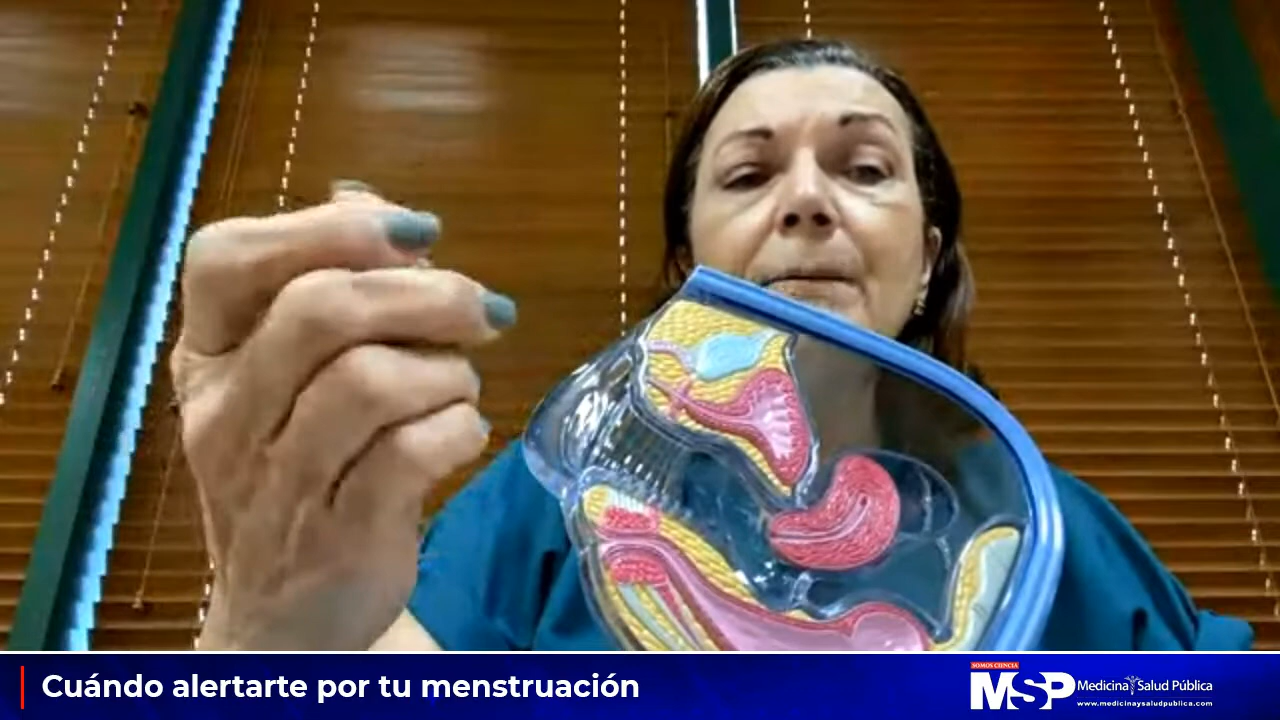 Cuándo alertarte por tu menstruación
SOMOS CIENCIA
MSP Medicina Salud Pública
www.medicinaysaludpublica.com